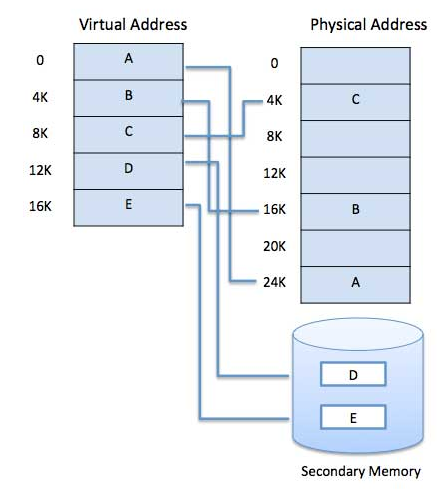 Virtual Address
Physical Address
0 A
4K B
8K C
12K D
16K E
0
4K C
8K
12K
16K B
20K
24K A
D
E
Secondary Memory